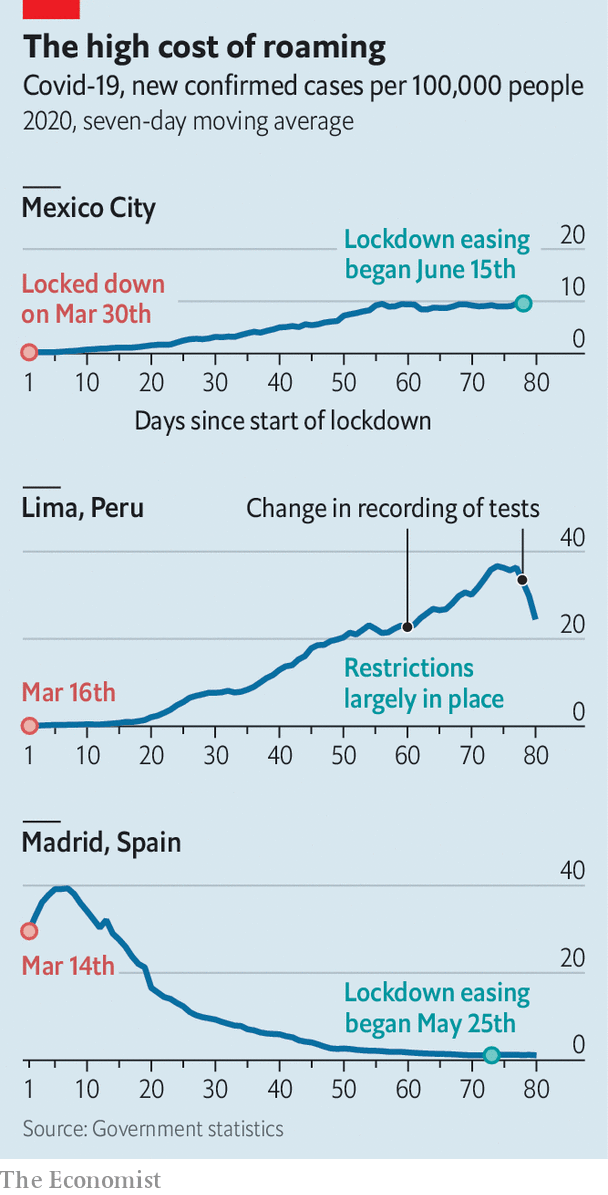 The high cost of roaming
Covid-19, new confirmed cases per 100,000 people
2020, seven-day moving average
Mexico City
Lockdown easing
began June 15th
20
Locked down
on Mar 30th
10
0
1 10 20 30 40 50 60 70 80
Days since start of lockdown
Lima, Peru
Change in recording of tests
40
20
Restrictions
largely in place
Mar 16th
0
1 10 20 30 40 50 60 70 80
Madrid, Spain
40
Mar 14th
20
Lockdown easing
began May 25th
0
1 10 20 30 40 50 60 70 80
Source: Government statistics
The Economist